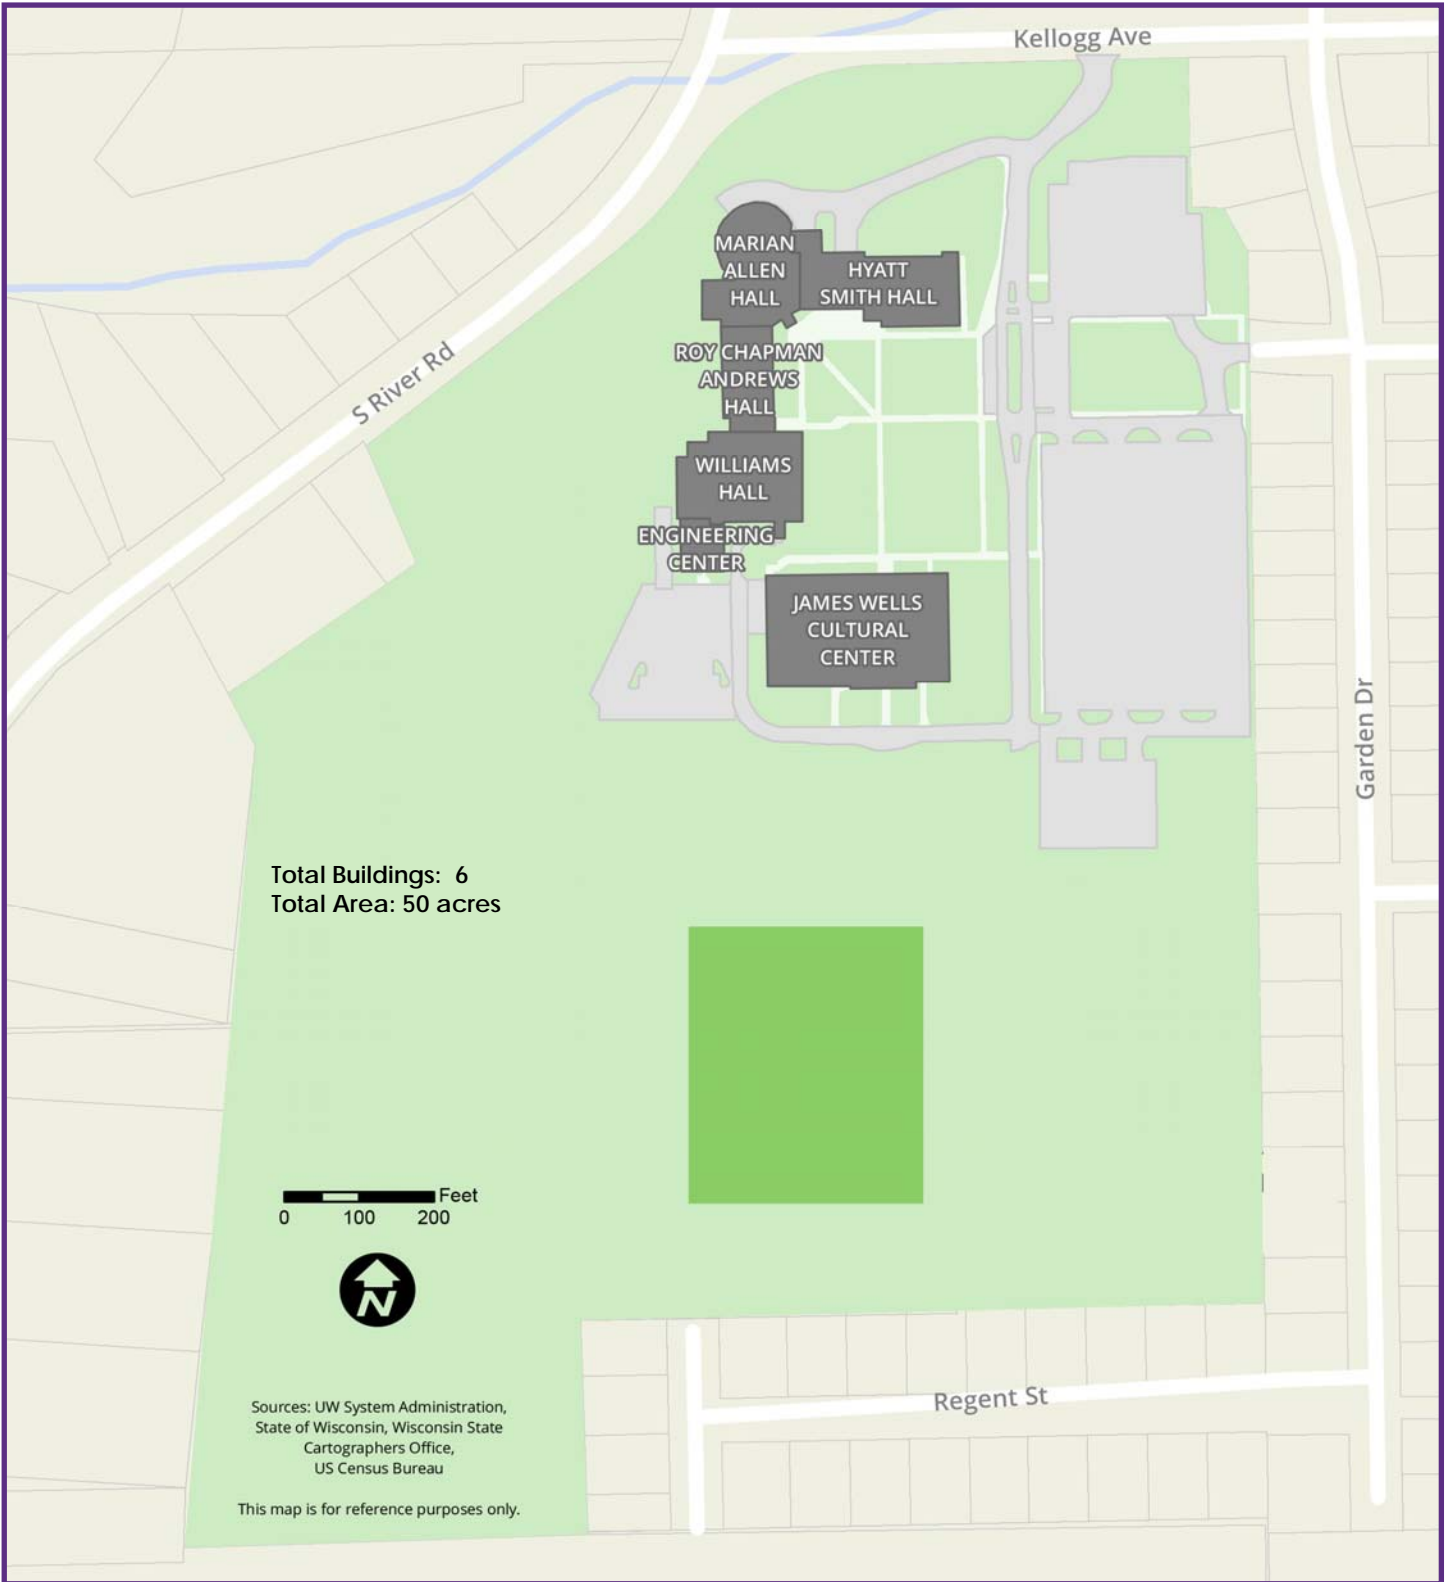 Kellogg Ave
MARIAN
ALLEN
HALL
HYATT
SMITH HALL
S River Rd
ROY CHAPMAN
ANDREWS
HALL
WILLIAMS
HALL
ENGINEERING
CENTER
JAMES WELLS
CULTURAL
CENTER
Garden Dr
Total Buildings: 6
Total Area: 50 acres
Feet
0 100 200
N
Regent St
Sources: UW System Administration,
State of Wisconsin, Wisconsin State
Cartographers Office,
US Census Bureau
This map is for reference purposes only.